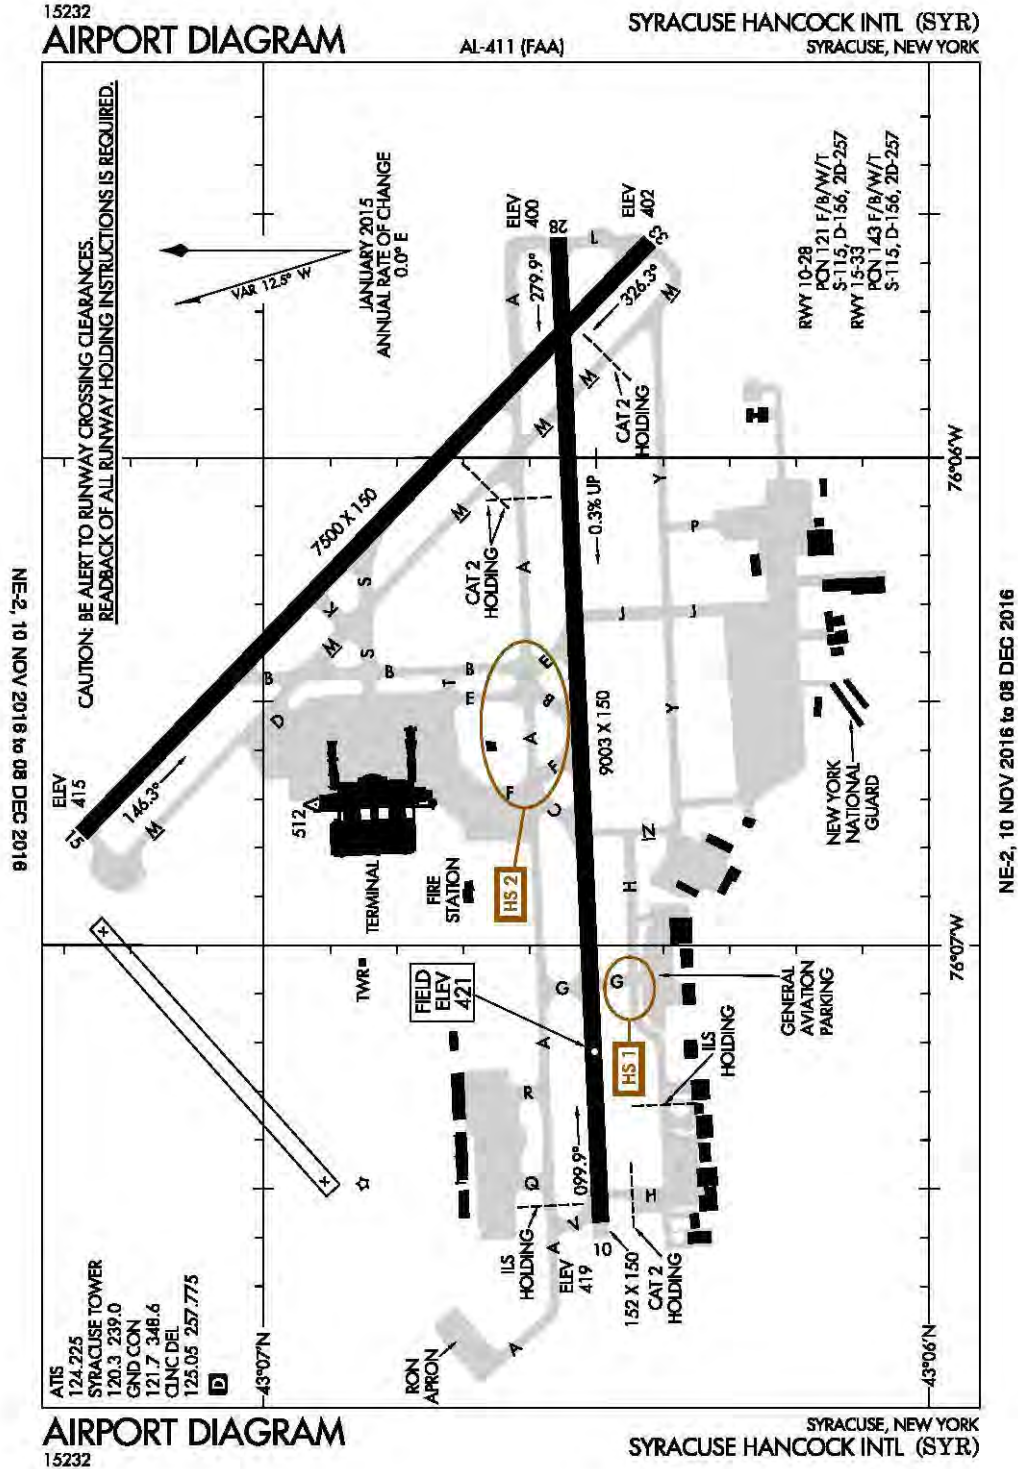 15232
AIRPORT DIAGRAM
AL-411 (FAA)
SYRACUSE HANCOCK INTL (SYR)
SYRACUSE, NEW YORK
CAUTION: BE ALERT TO RUNWAY CROSSING CLEARANCES.
READBACK OF ALL RUNWAY HOLDING INSTRUCTIONS IS REQUIRED.
VAR 12.5° W
JANUARY 2015
ANNUAL RATE OF CHANGE
0.0° E
ELEV
400
28
ELEV
402
33
L
A
279.9°
326.3°
M
RWY 10-28
PCN 121 F/B/W/T
S-115, D-156, 2D-257
RWY 15-33
PCN 143 F/B/W/T
S-115, D-156, 2D-257
M
CAT 2
HOLDING
M
H
76°06'W
7500 X 150
M
CAT 2
HOLDING
0.3% UP
Y
P
A
S
K
M
S
J
J
B
B
B
T
E
E
B
D
A
F
F
C
9003 X 150
Y
Z
H
ELEV
415
15
146.3°
M
512
TERMINAL
FIRE
STATION
HS 2
NEW YORK
NATIONAL
GUARD
TWR
FIELD
ELEV
421
G
G
76°07'W
GENERAL
AVIATION
PARKING
HS 1
ILS
HOLDING
A
R
Q
099.9°
H
ILS
HOLDING
A
ELEV
419
10
152 X 150
CAT 2
HOLDING
RON
APRON
A
ATIS
124.225
SYRACUSE TOWER
120.3 239.0
GND CON
121.7 348.6
CLNC DEL
125.05 257.775
D
43°07'N
43°06'N
NE-2, 10 NOV 2016 to 08 DEC 2016
NE-2, 10 NOV 2016 to 08 DEC 2016
AIRPORT DIAGRAM
15232
SYRACUSE, NEW YORK
SYRACUSE HANCOCK INTL (SYR)